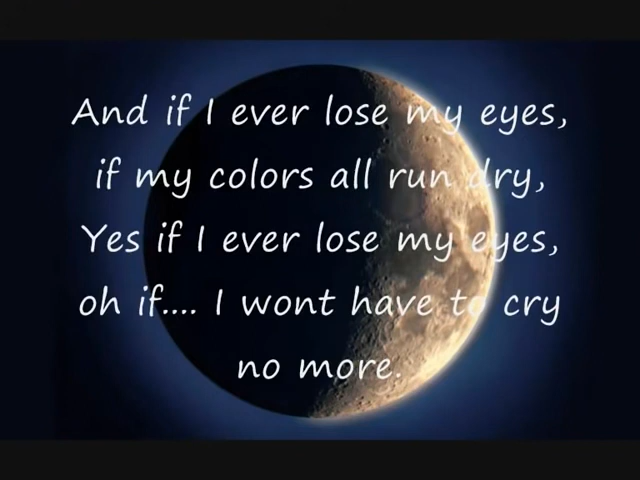 And if I ever lose my eyes,
if my colors all run dry,
Yes if I ever lose my eyes,
oh if.... I wont have to cry
no more.